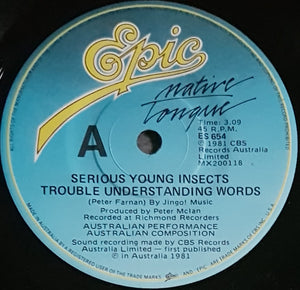 Epic
native
tongue
A
Time: 3.09
45 R.P.M.
ES 654
℗ 1981 CBS
Records Australia
Limited
MX200118
SERIOUS YOUNG INSECTS
TROUBLE UNDERSTANDING WORDS
(Peter Farnan) By Jingo! Music
Produced by Peter Mclan
Recorded at Richmond Recorders
AUSTRALIAN PERFORMANCE
AUSTRALIAN COMPOSITION
Sound recording made by CBS Records
Australia Limited — first published
℗ in Australia 1981